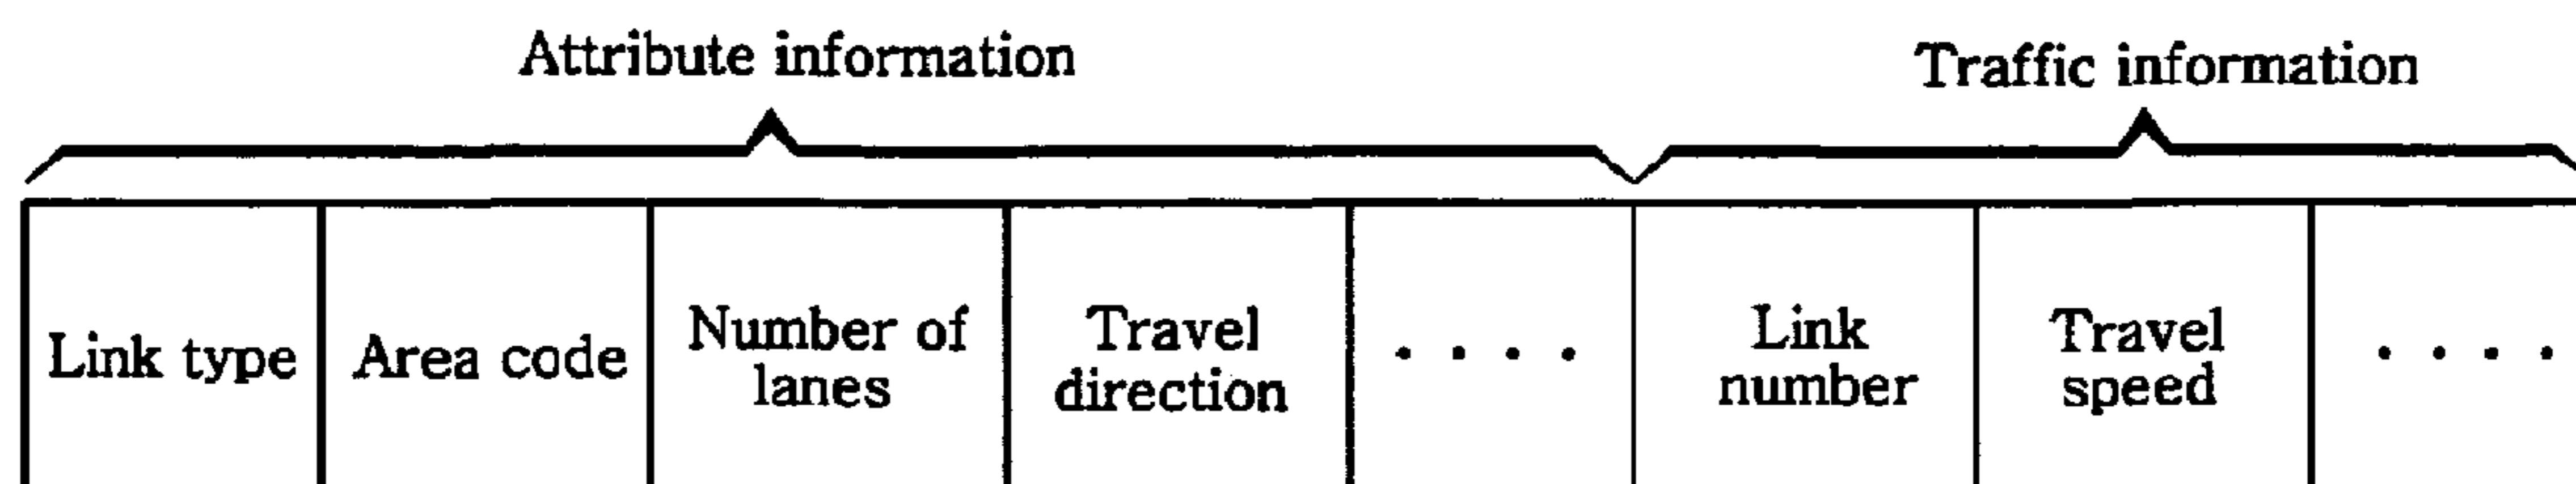 Attribute information
Traffic information
Link type
Area code
Number of
lanes
Travel
direction
. . . .
Link
number
Travel
speed
. . . .